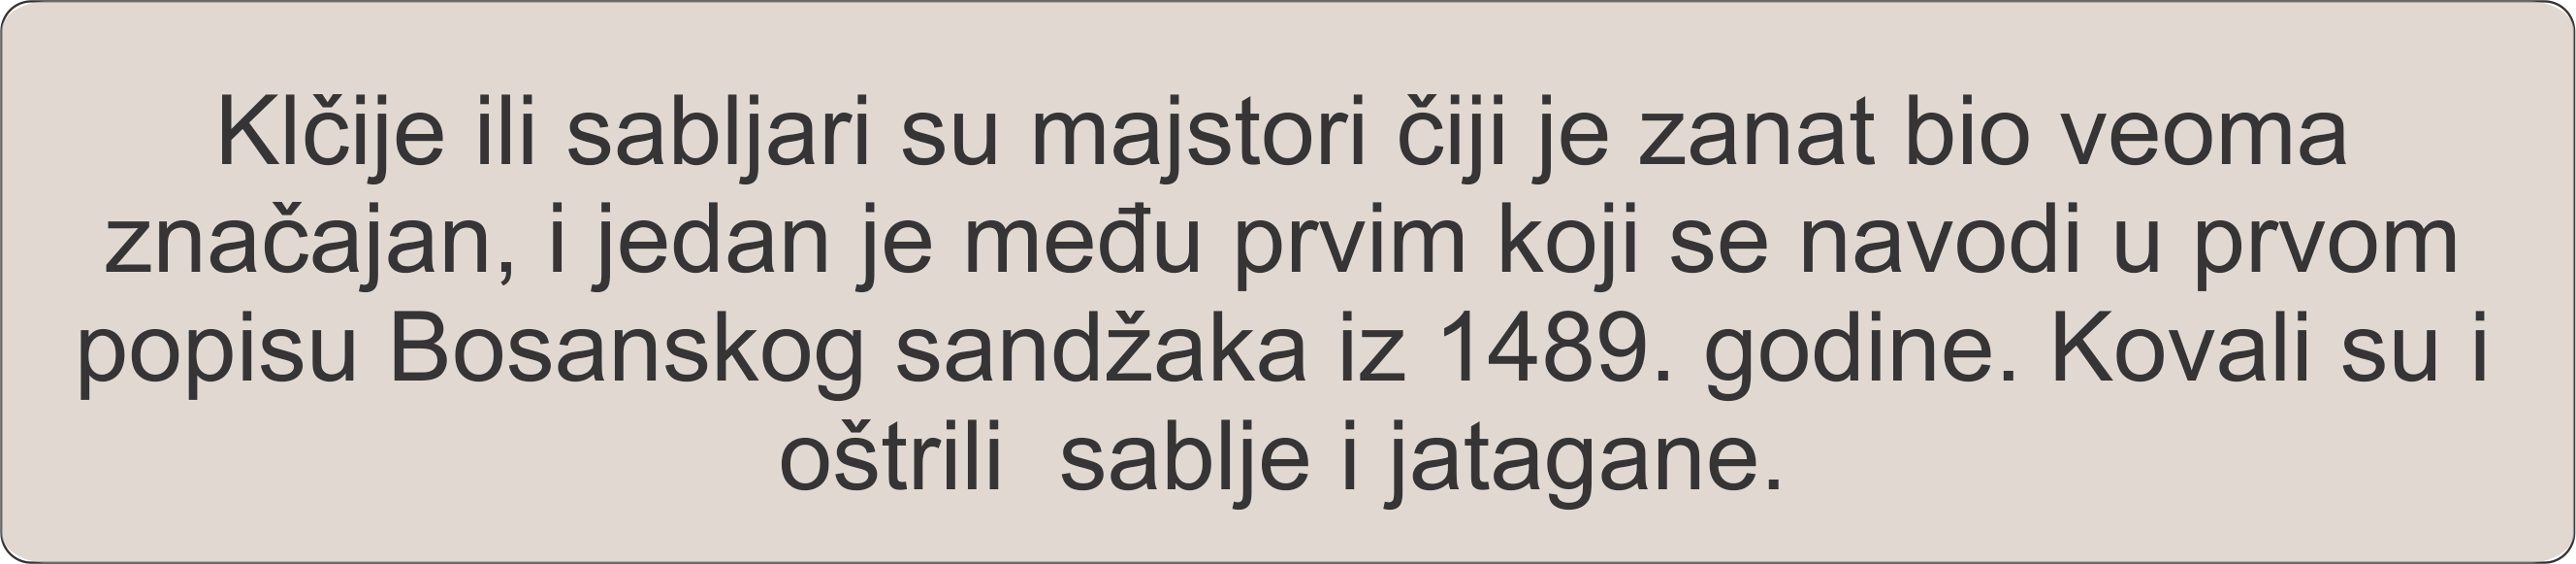 Klčije ili sabljari su majstori čiji je zanat bio veoma
značajan, i jedan je među prvim koji se navodi u prvom
popisu Bosanskog sandžaka iz 1489. godine. Kovali su i
oštrili  sablje i jatagane.